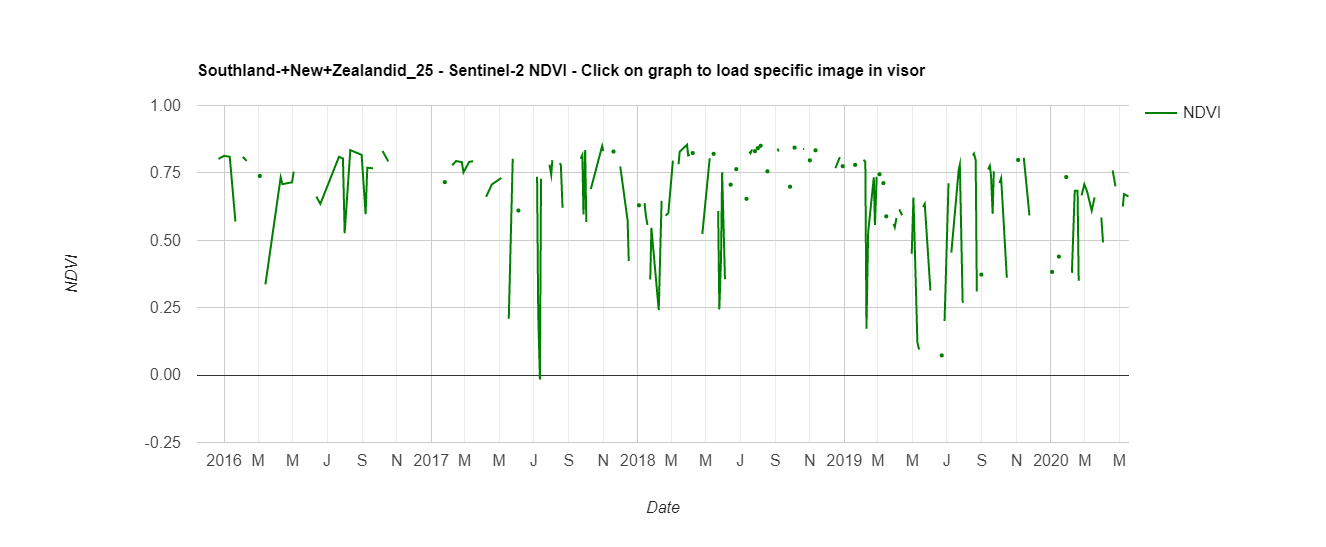 Southland-+New+Zealandid_25 - Sentinel-2 NDVI - Click on graph to load specific image in visor
1.00
NDVI
0.75
0.50
NDVI
0.25
0.00
-0.25
2016 M M J S N 2017 M M J S N 2018 M M J S N 2019 M M J S N 2020 M M
Date